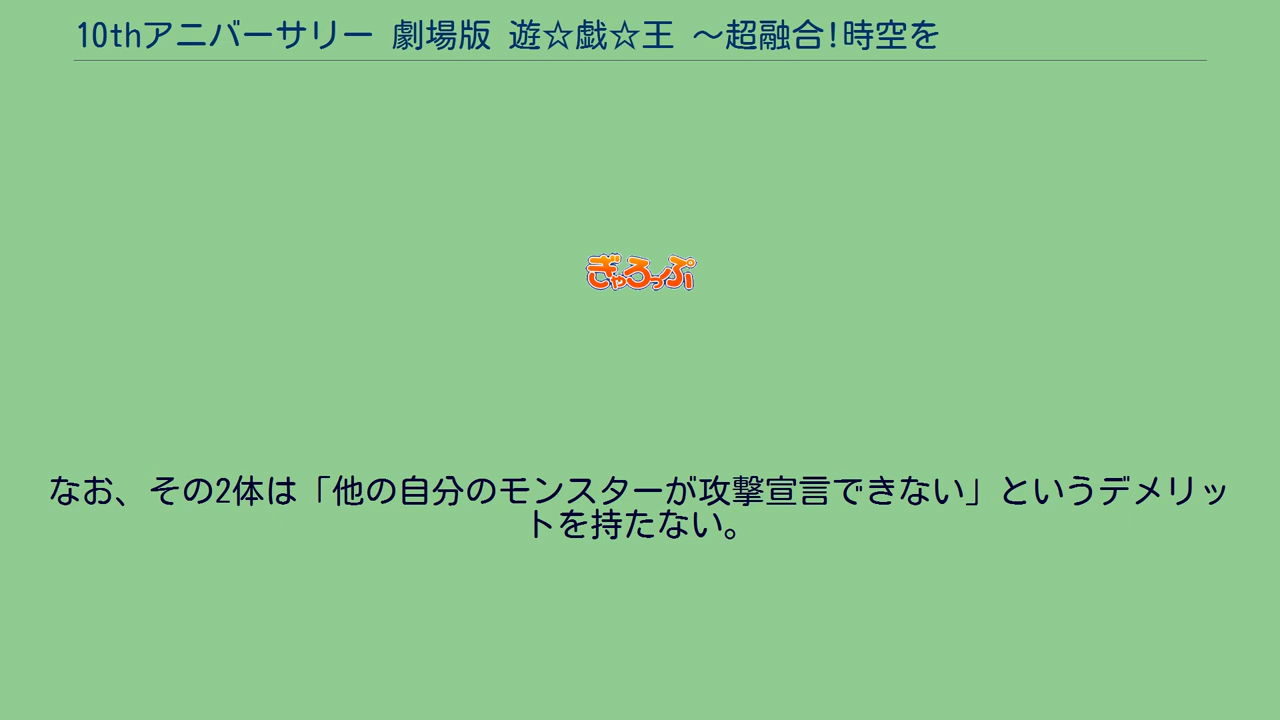 10thアニバーサリー 劇場版 遊☆戯☆王 ～超融合!時空を
ぎゃろっぷ
なお、その2体は「他の自分のモンスターが攻撃宣言できない」というデメリッ
トを持たない。